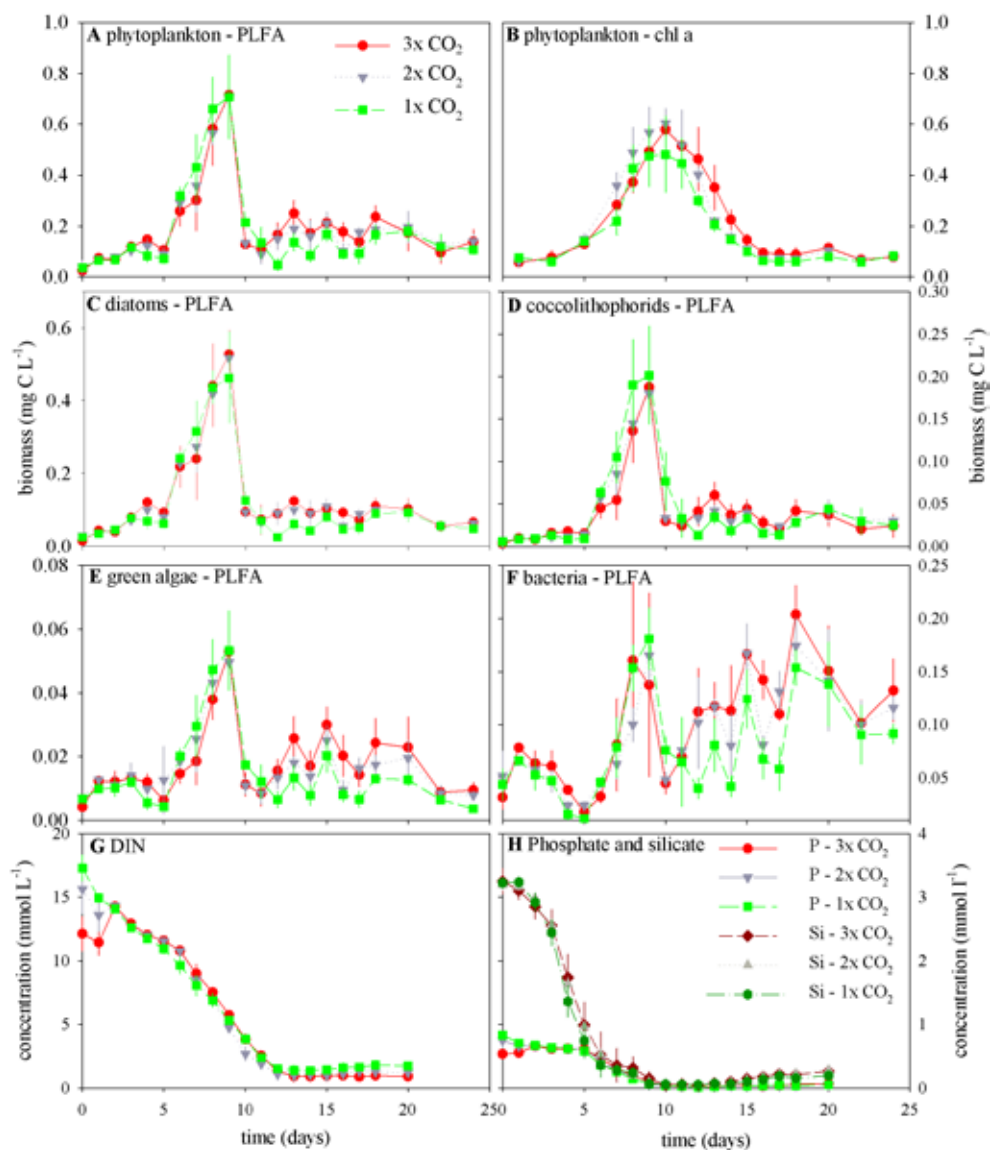 A phytoplankton - PLFA
3x CO2
2x CO2
1x CO2
1.0
0.8
0.6
0.4
0.2
0.0
B phytoplankton - chl a
1.0
0.8
0.6
0.4
0.2
0.0
C diatoms - PLFA
0.6
0.4
0.2
0.0
biomass (mg C L-1)
D coccolithophorids - PLFA
0.30
0.25
0.20
0.15
0.10
0.05
0.00
biomass (mg C L-1)
E green algae - PLFA
0.08
0.06
0.04
0.02
0.00
F bacteria - PLFA
0.25
0.20
0.15
0.10
0.05
G DIN
20
15
10
5
0
concentration (mmol L-1)
0 5 10 15 20 25
time (days)
H Phosphate and silicate
P - 3x CO2
P - 2x CO2
P - 1x CO2
Si - 3x CO2
Si - 2x CO2
Si - 1x CO2
4
3
2
1
0
concentration (mmol l-1)
0 5 10 15 20 25
time (days)